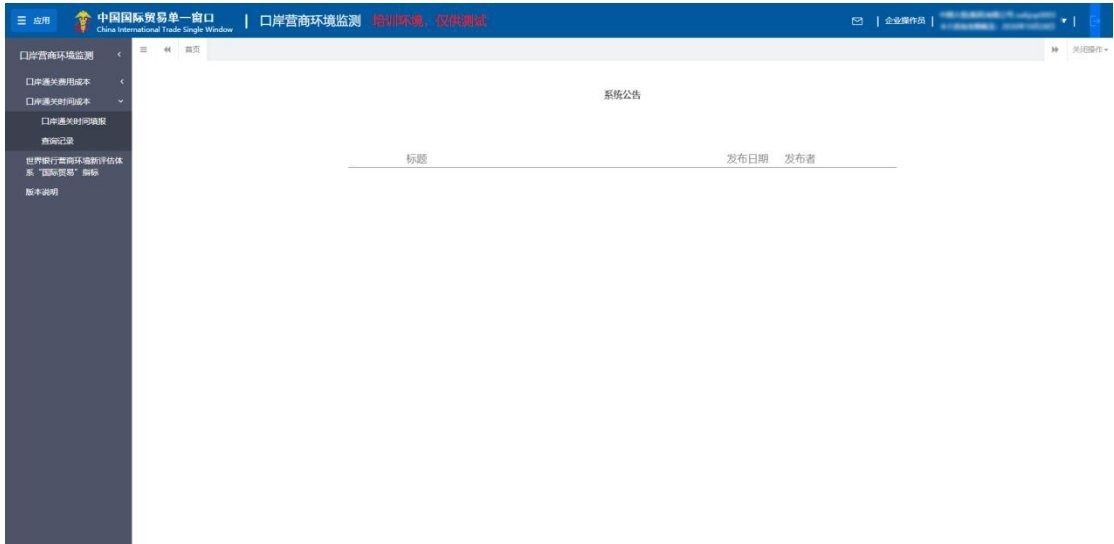 应用
中国国际贸易单一窗口
China International Trade Single Window
口岸营商环境监测 培训环境，仅供测试
企业操作员
口岸营商环境监测
首页
关闭操作
口岸通关费用成本
口岸通关时间成本
口岸通关时间填报
查询记录
世界银行营商环境新评估体
系“国际贸易”指标
版本说明
系统公告
标题 发布日期 发布者